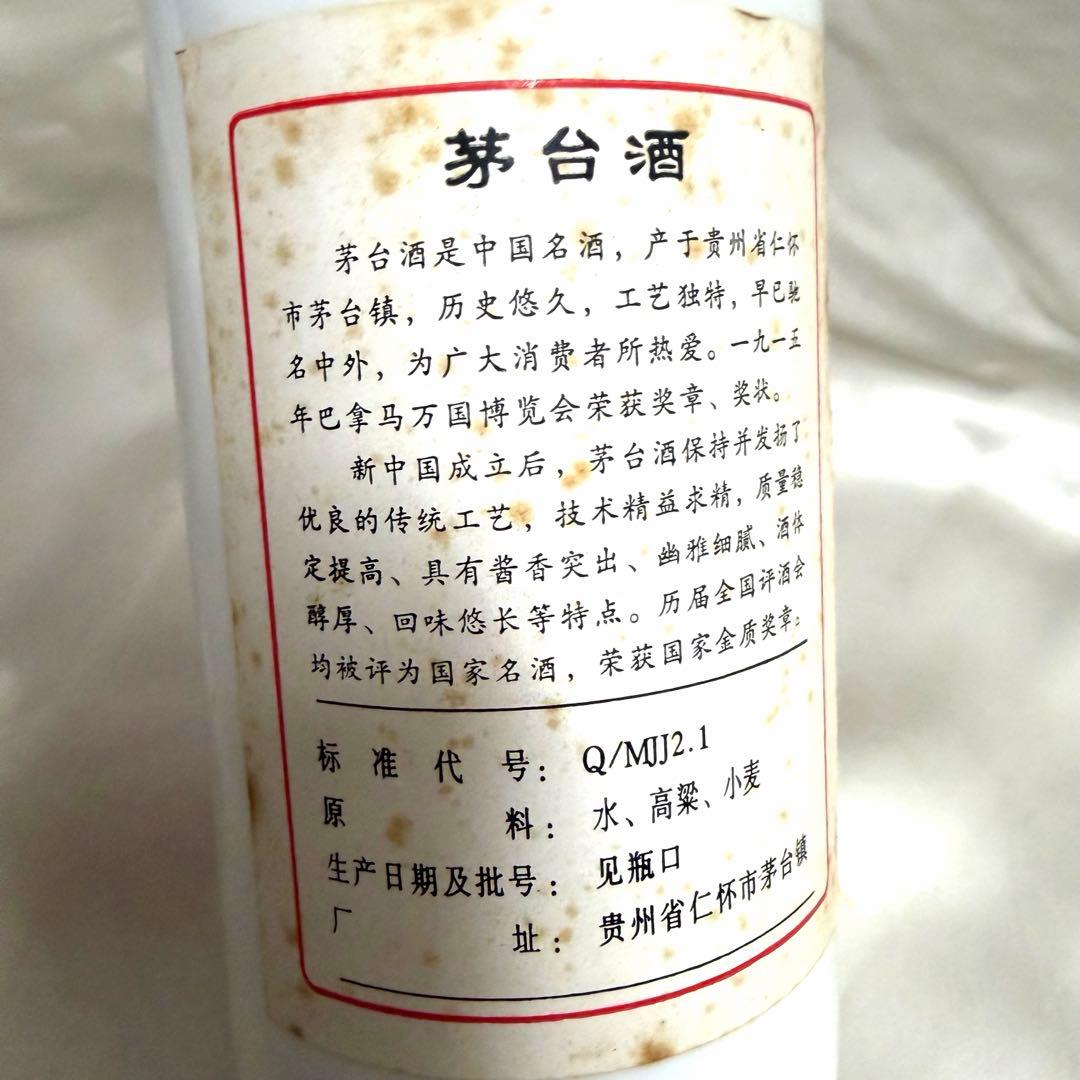 茅台酒
茅台酒是中国名酒，产于贵州省仁怀
市茅台镇，历史悠久，工艺独特，早已驰
名中外，为广大消费者所热爱。一九一五
年巴拿马万国博览会荣获奖章、奖状。
新中国成立后，茅台酒保持并发扬了
优良的传统工艺，技术精益求精，质量稳
定提高、具有酱香突出、幽雅细腻、酒体
醇厚、回味悠长等特点。历届全国评酒会
均被评为国家名酒，荣获国家金质奖章。
标准代号：Q/MJJ2.1
原料：水、高粱、小麦
生产日期及批号：见瓶口
厂址：贵州省仁怀市茅台镇